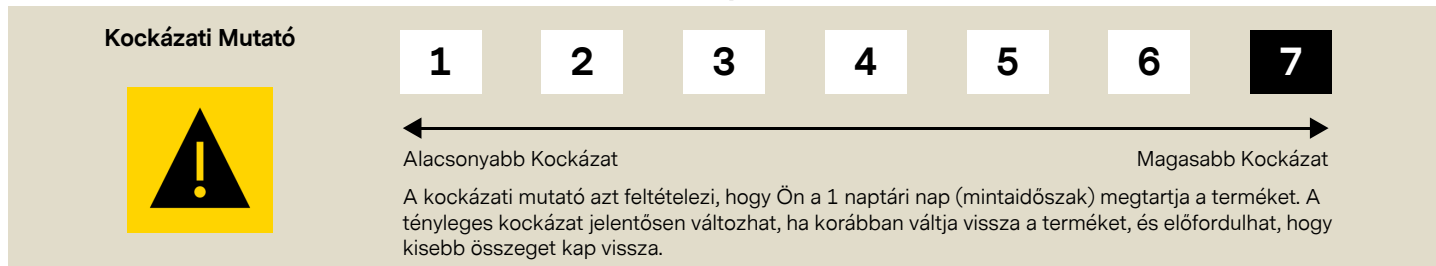 Kockázati Mutató
1 2 3 4 5 6 7
Alacsonyabb Kockázat Magasabb Kockázat
A kockázati mutató azt feltételezi, hogy Ön a 1 naptári nap (mintaidőszak) megtartja a terméket. A
tényleges kockázat jelentősen változhat, ha korábban váltja vissza a terméket, és előfordulhat, hogy
kisebb összeget kap vissza.